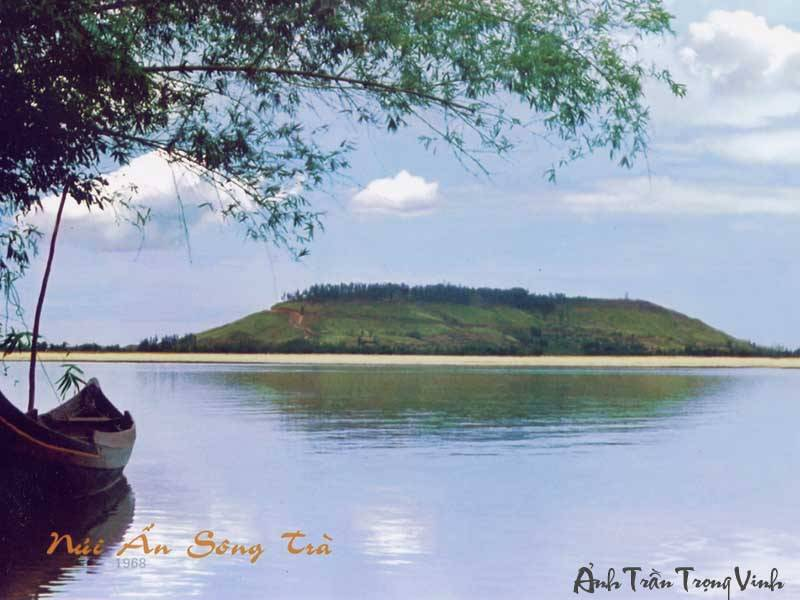 Núi Ấn Sông Trà
1968
Ảnh Trần Trọng Vinh